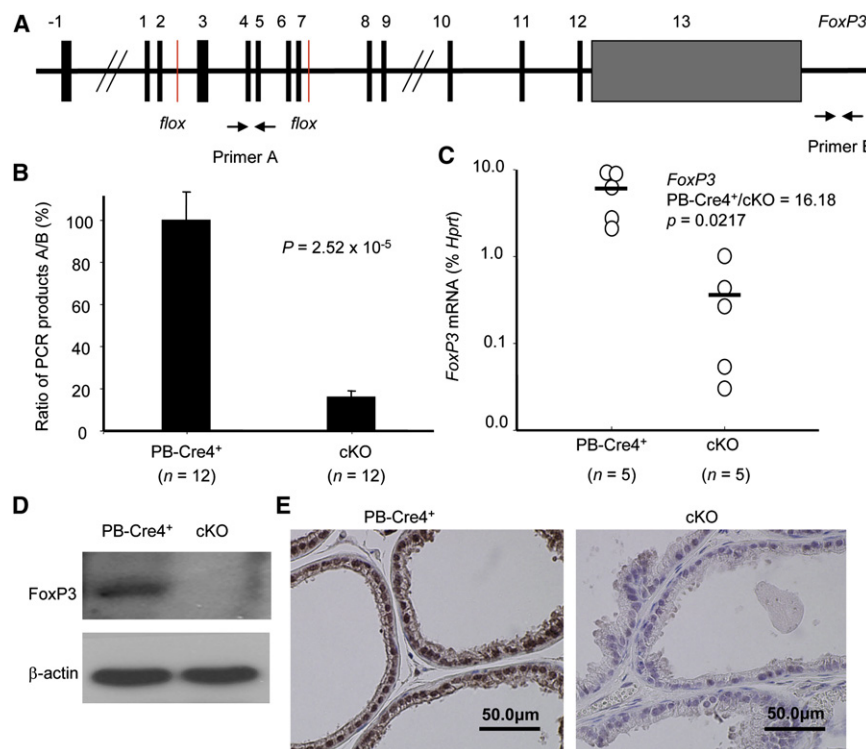 A
-1 1 2 3 4 5 6 7 8 9 10 11 12 13 FoxP3
flox flox
Primer A Primer B
B
Ratio of PCR products A/B (%)
100
80
60
40
20
0
P = 2.52 x 10⁻⁵
PB-Cre4⁺ cKO
(n = 12) (n = 12)
C
FoxP3 mRNA (% Hprt)
10.0
1.0
0.1
0.0
FoxP3
PB-Cre4⁺/cKO = 16.18
p = 0.0217
PB-Cre4⁺ cKO
(n = 5) (n = 5)
D
PB-Cre4⁺ cKO
FoxP3
β-actin
E
PB-Cre4⁺ cKO
50.0μm 50.0μm